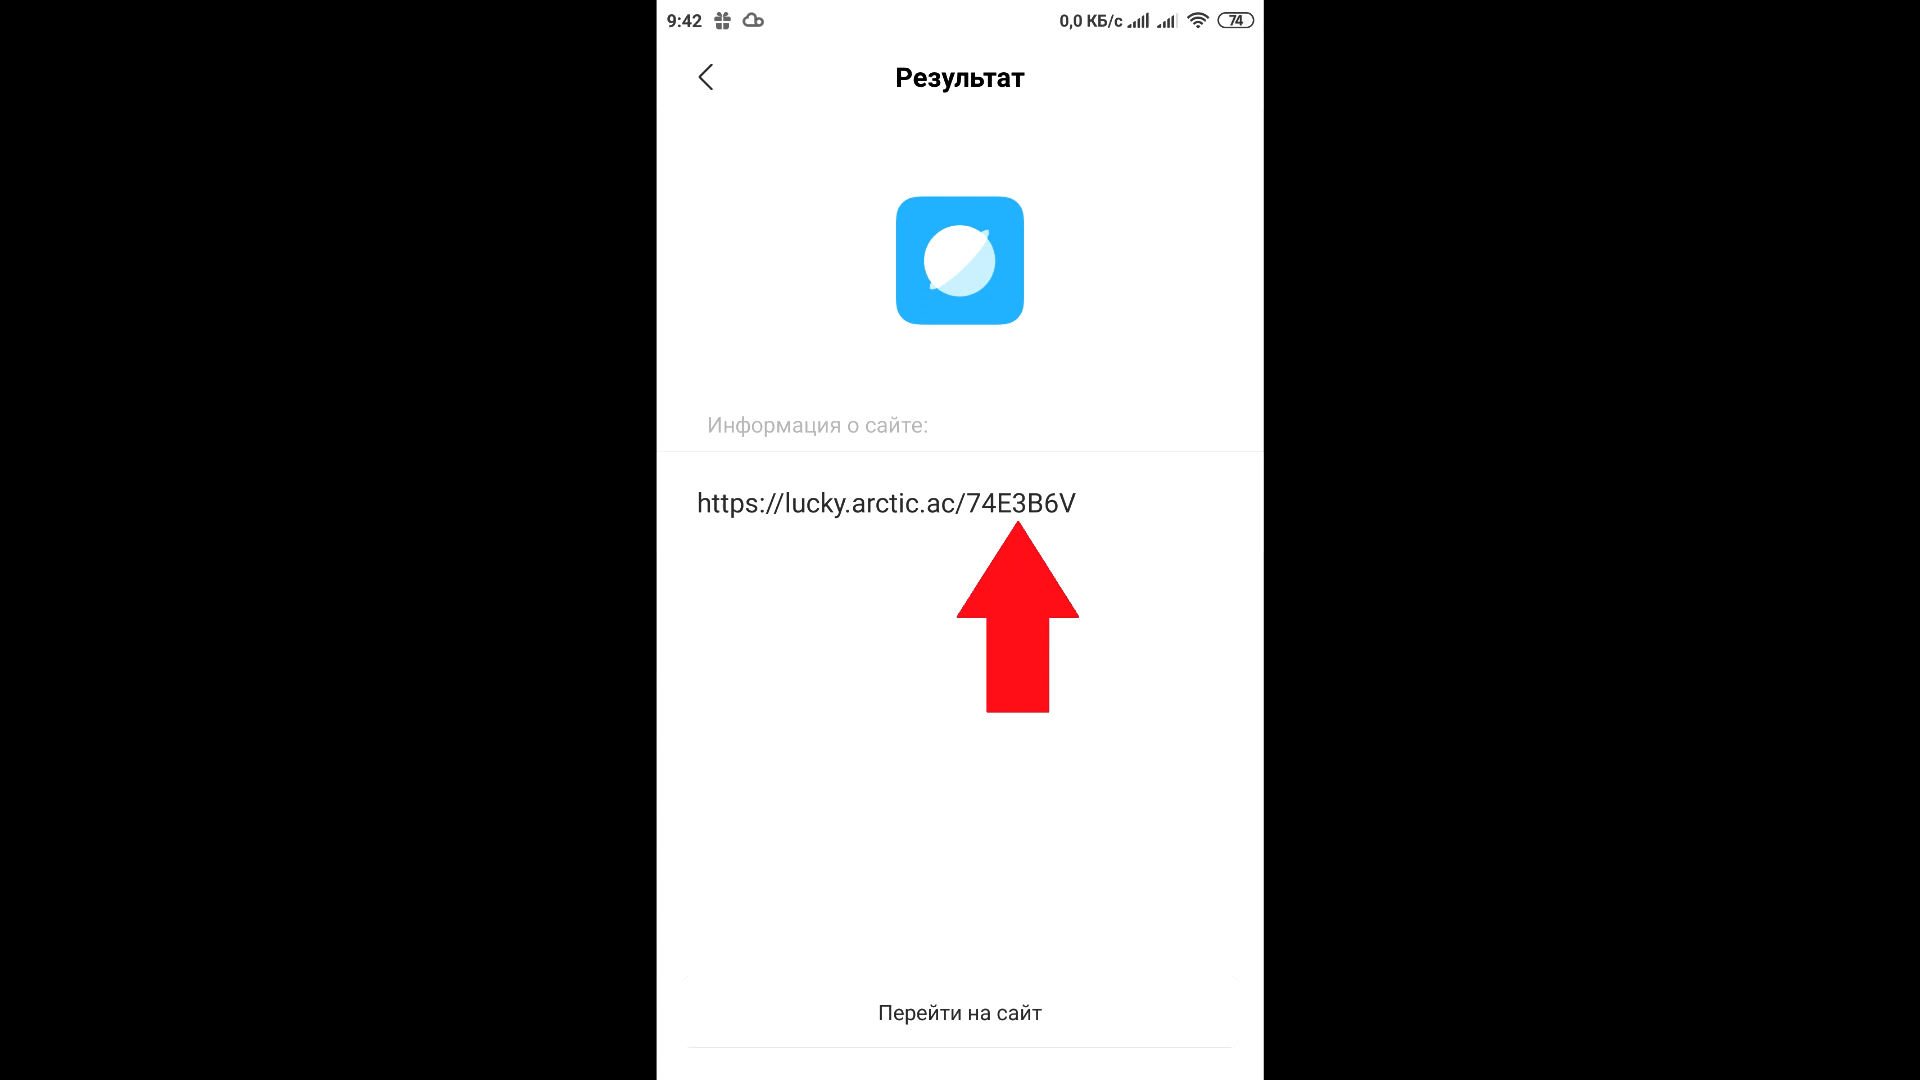 9:42 0,0 КБ/с 74
Результат
Информация о сайте:
https://lucky.arctic.ac/74E3B6V
Перейти на сайт